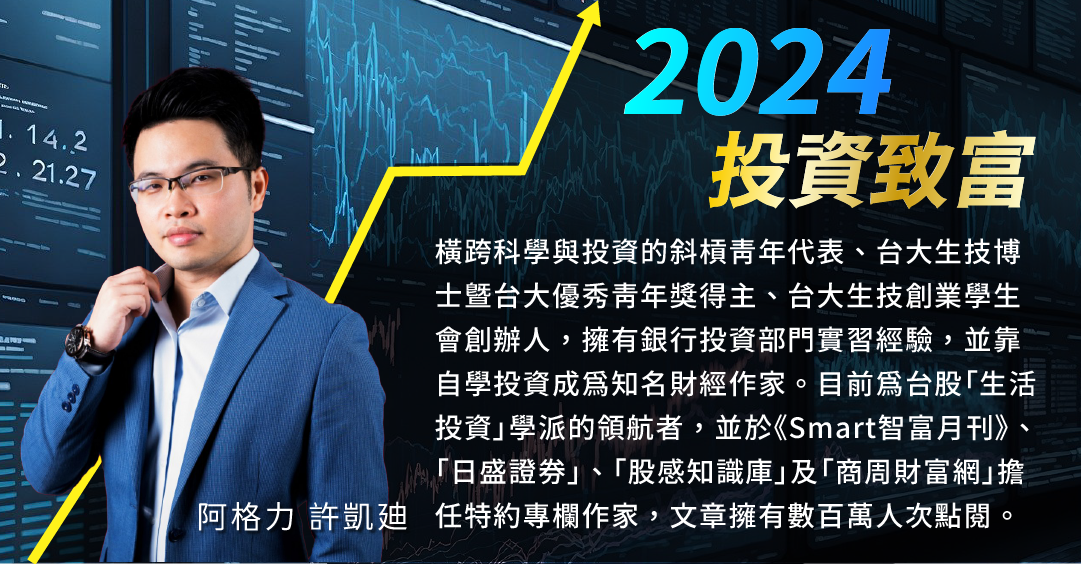 2024
投資致富
1. 14.2
2. 21.27
橫跨科學與投資的斜槓靑年代表、台大生技博
士曁台大優秀靑年獎得主、台大生技創業學生
會創辦人，擁有銀行投資部門實習經驗，並靠
自學投資成爲知名財經作家。目前爲台股「生活
投資」學派的領航者，並於《Smart智富月刊》、
「日盛證券」、「股感知識庫」及「商周財富網」擔
任特約專欄作家，文章擁有數百萬人次點閱。
阿格力 許凱廸